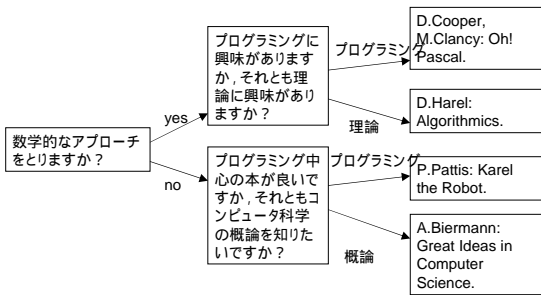 数学的なアプローチ
をとりますか？
yes
no
プログラミングに
興味があります
か，それとも理
論に興味があり
ますか？
プログラミング
理論
D.Cooper,
M.Clancy: Oh!
Pascal.
D.Harel:
Algorithmics.
プログラミング中
心の本が良いで
すか，それともコ
ンピュータ科学
の概論を知りた
いですか？
プログラミング
概論
P.Pattis: Karel
the Robot.
A.Biermann:
Great Ideas in
Computer
Science.